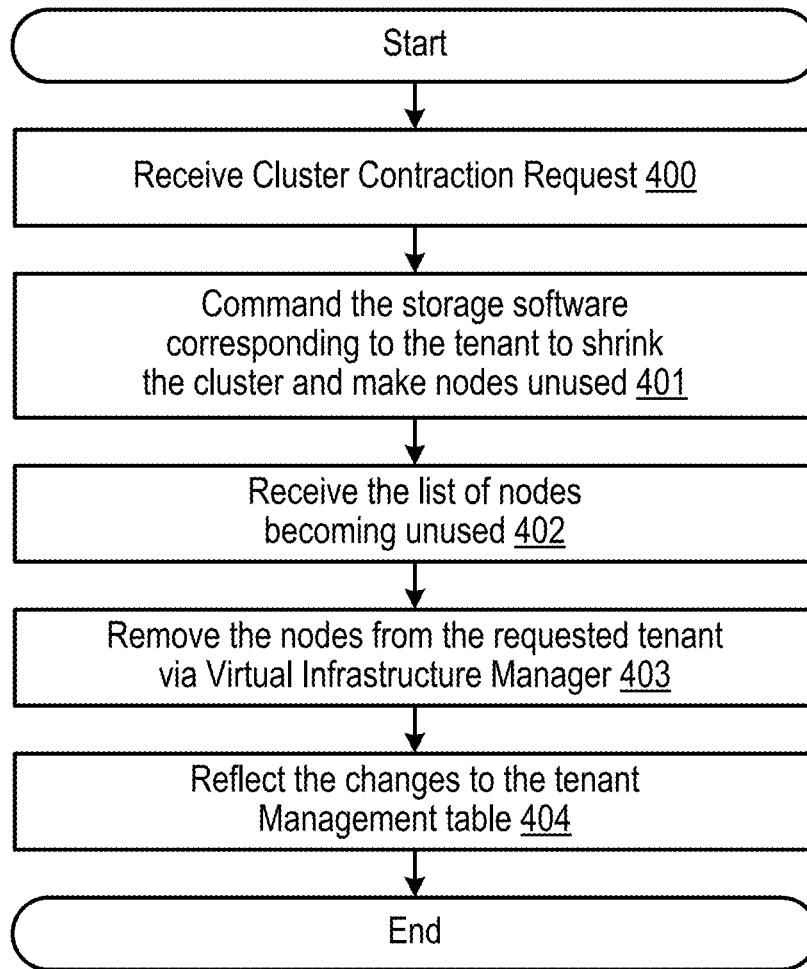 Start
Receive Cluster Contraction Request 400
Command the storage software
corresponding to the tenant to shrink
the cluster and make nodes unused 401
Receive the list of nodes
becoming unused 402
Remove the nodes from the requested tenant
via Virtual Infrastructure Manager 403
Reflect the changes to the tenant
Management table 404
End